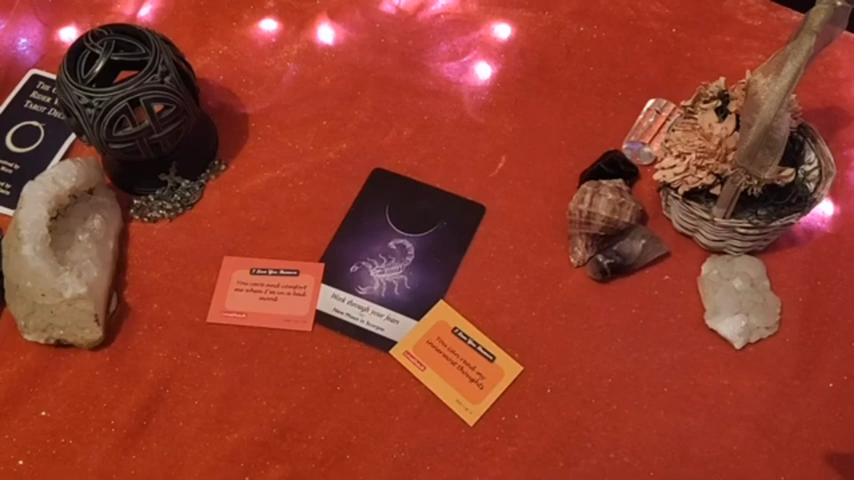 THE
RIDER
TAROT DECK
I Love You Because
You care and comfort
me when I'm in a bad
mood
Work through your fears
New Moon in Scorpio
I Love You Because
You can read my
innermost thoughts